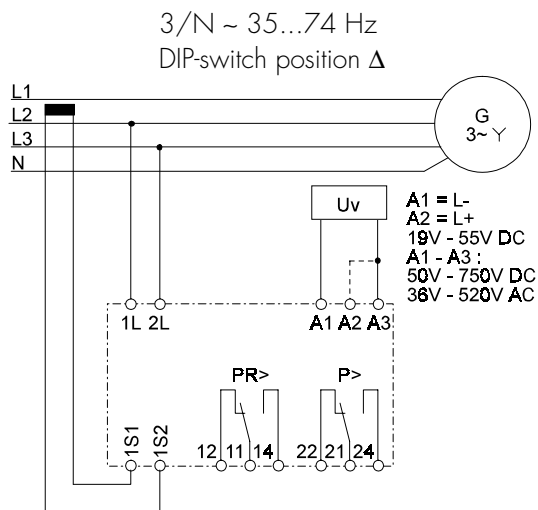 3/N ~ 35...74 Hz
DIP-switch position Δ
L1
L2
L3
N
G
3~ Y
Uv
A1 = L-
A2 = L+
19V - 55V DC
A1 - A3 :
50V - 750V DC
36V - 520V AC
1L 2L A1 A2 A3
PR> P>
12 11 14 22 21 24
1S1 1S2